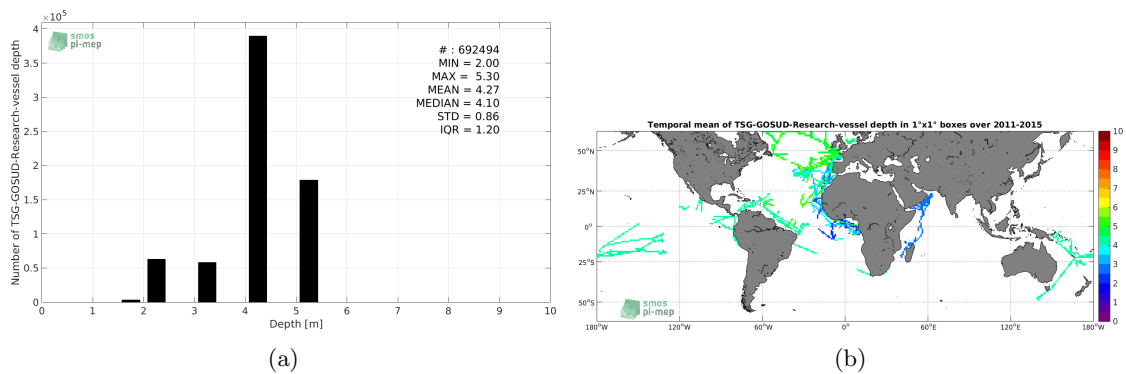 ×10⁵
smos
pi-mep
# : 692494
MIN = 2.00
MAX = 5.30
MEAN = 4.27
MEDIAN = 4.10
STD = 0.86
IQR = 1.20
Number of TSG-GOSUD-Research-vessel depth
4
3.5
3
2.5
2
1.5
1
0.5
0
0 1 2 3 4 5 6 7 8 9 10
Depth [m]
(a)
Temporal mean of TSG-GOSUD-Research-vessel depth in 1°x1° boxes over 2011-2015
50°N
25°N
0°
25°S
50°S
smos
pi-mep
180°W 120°W 60°W 0° 60°E 120°E 180°W
10
9
8
7
6
5
4
3
2
1
0
(b)